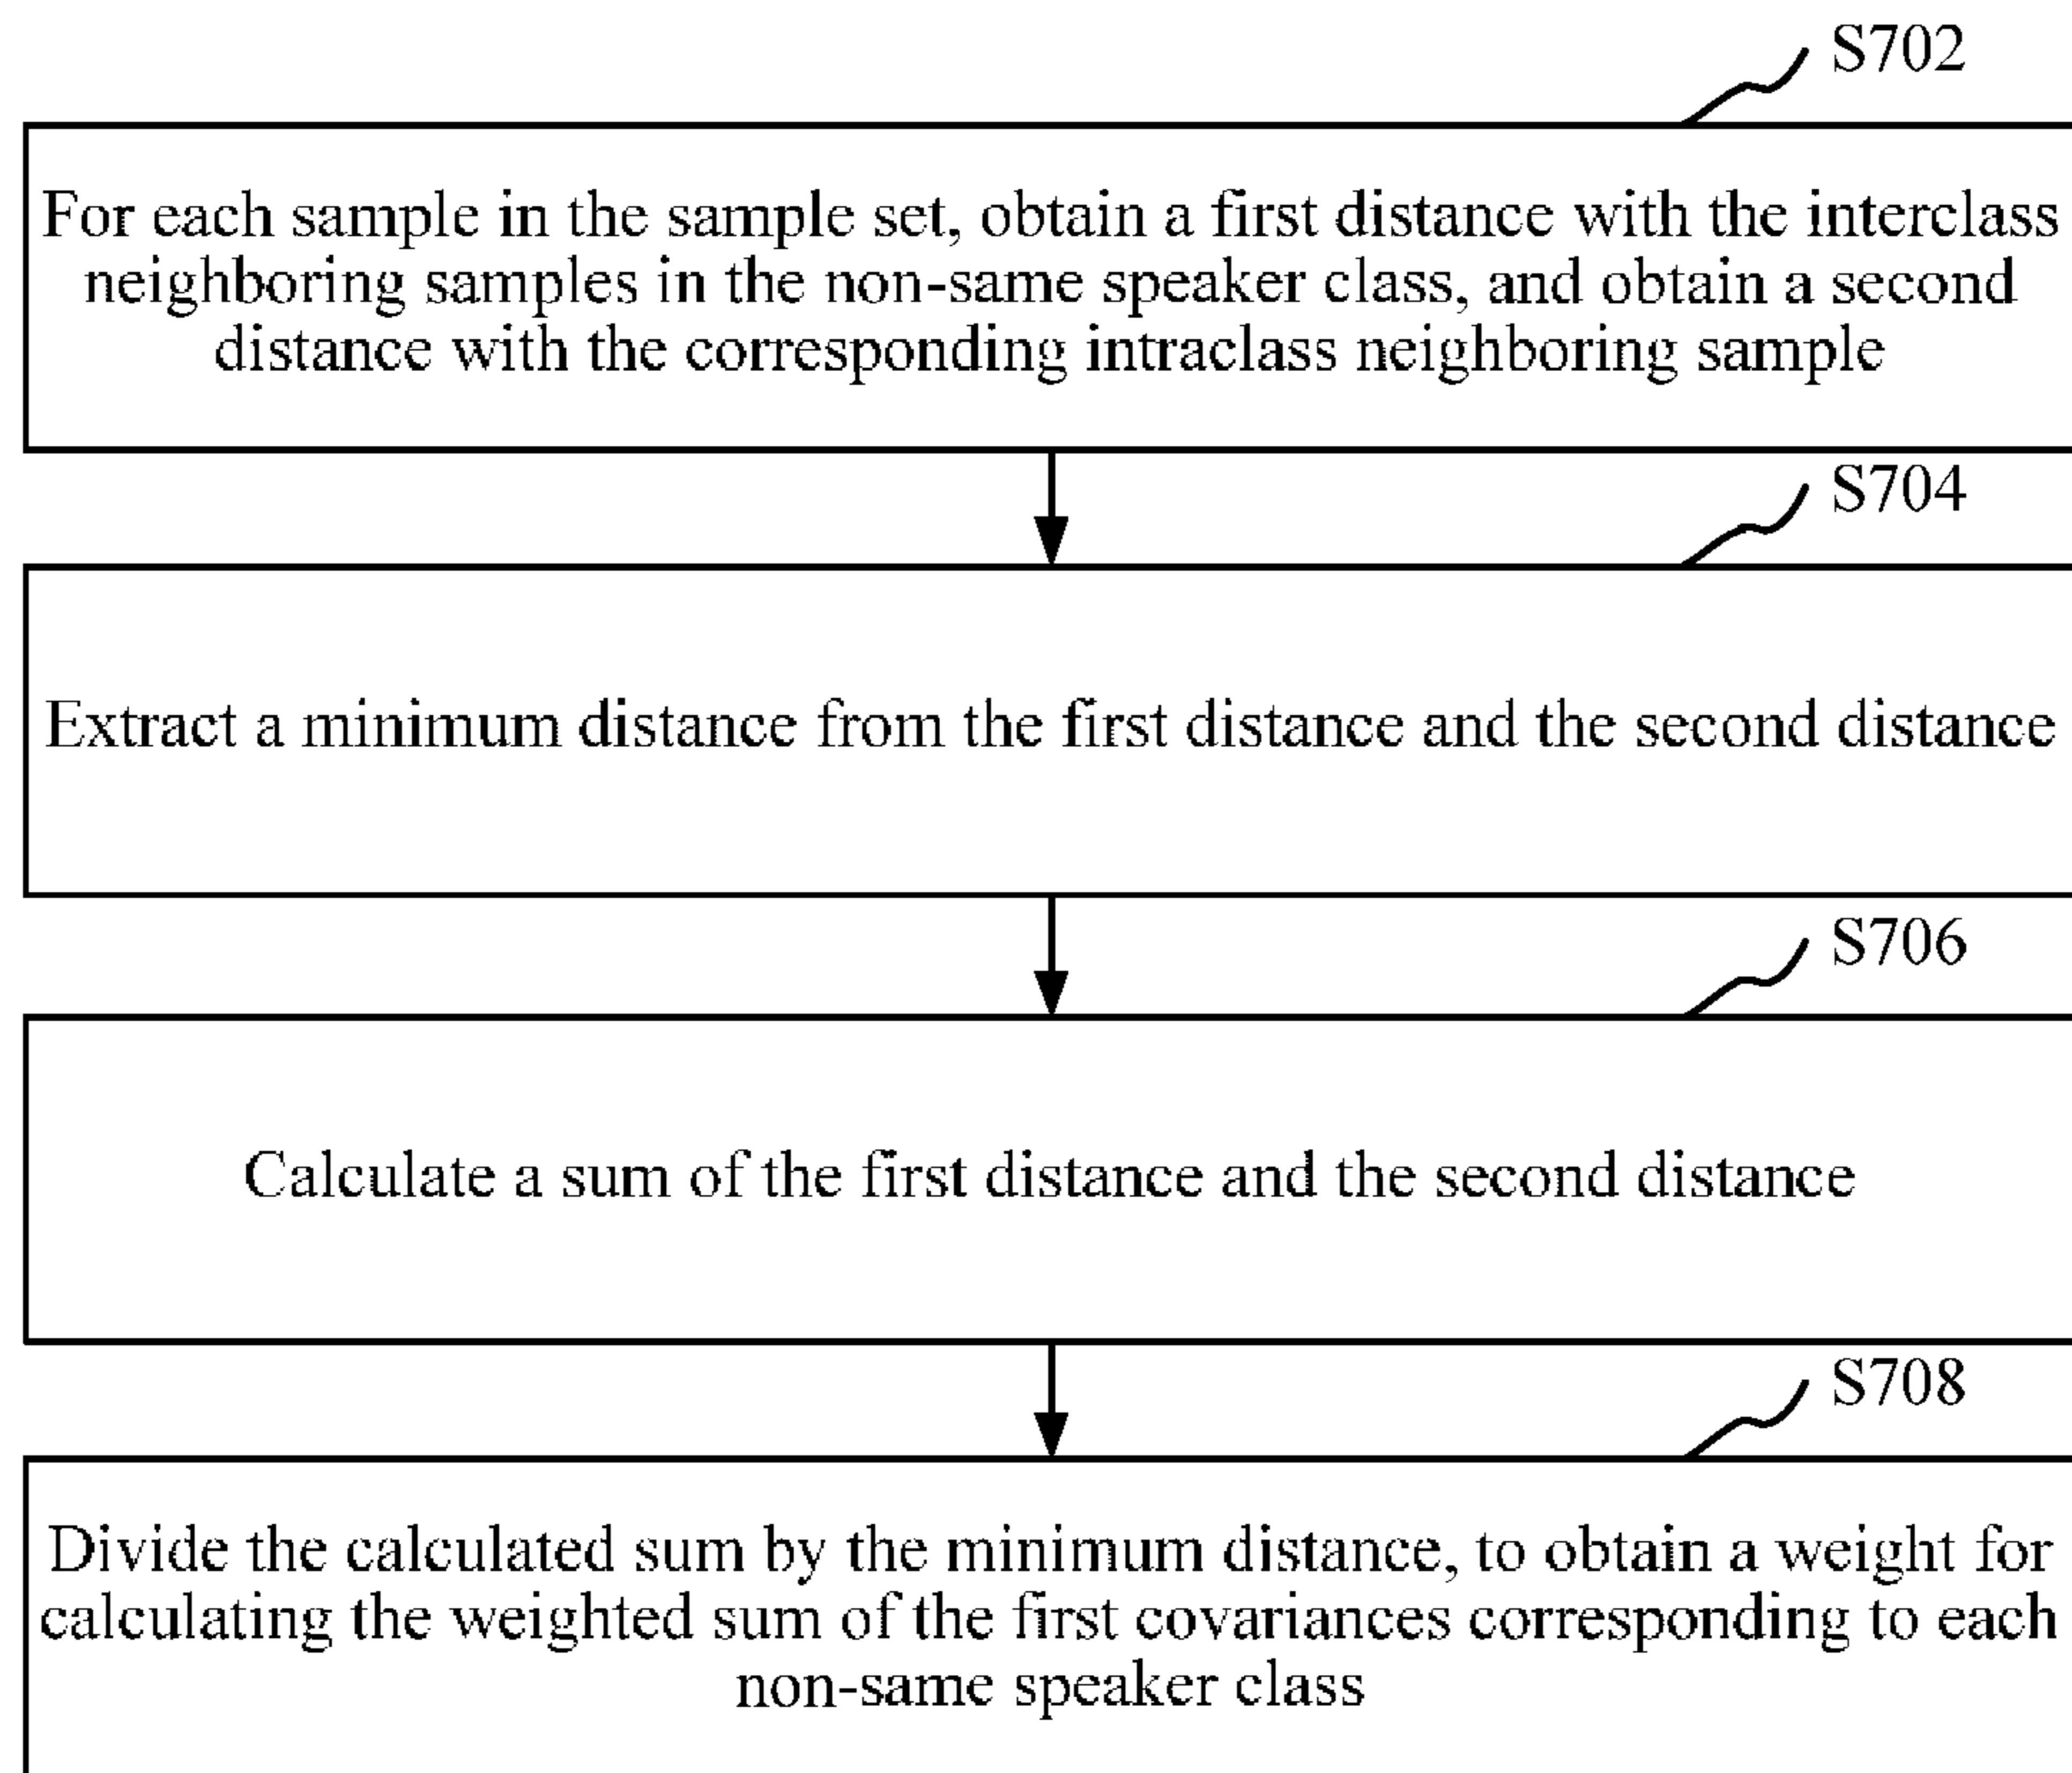 S702
For each sample in the sample set, obtain a first distance with the interclass
neighboring samples in the non-same speaker class, and obtain a second
distance with the corresponding intraclass neighboring sample
S704
Extract a minimum distance from the first distance and the second distance
S706
Calculate a sum of the first distance and the second distance
S708
Divide the calculated sum by the minimum distance, to obtain a weight for
calculating the weighted sum of the first covariances corresponding to each
non-same speaker class